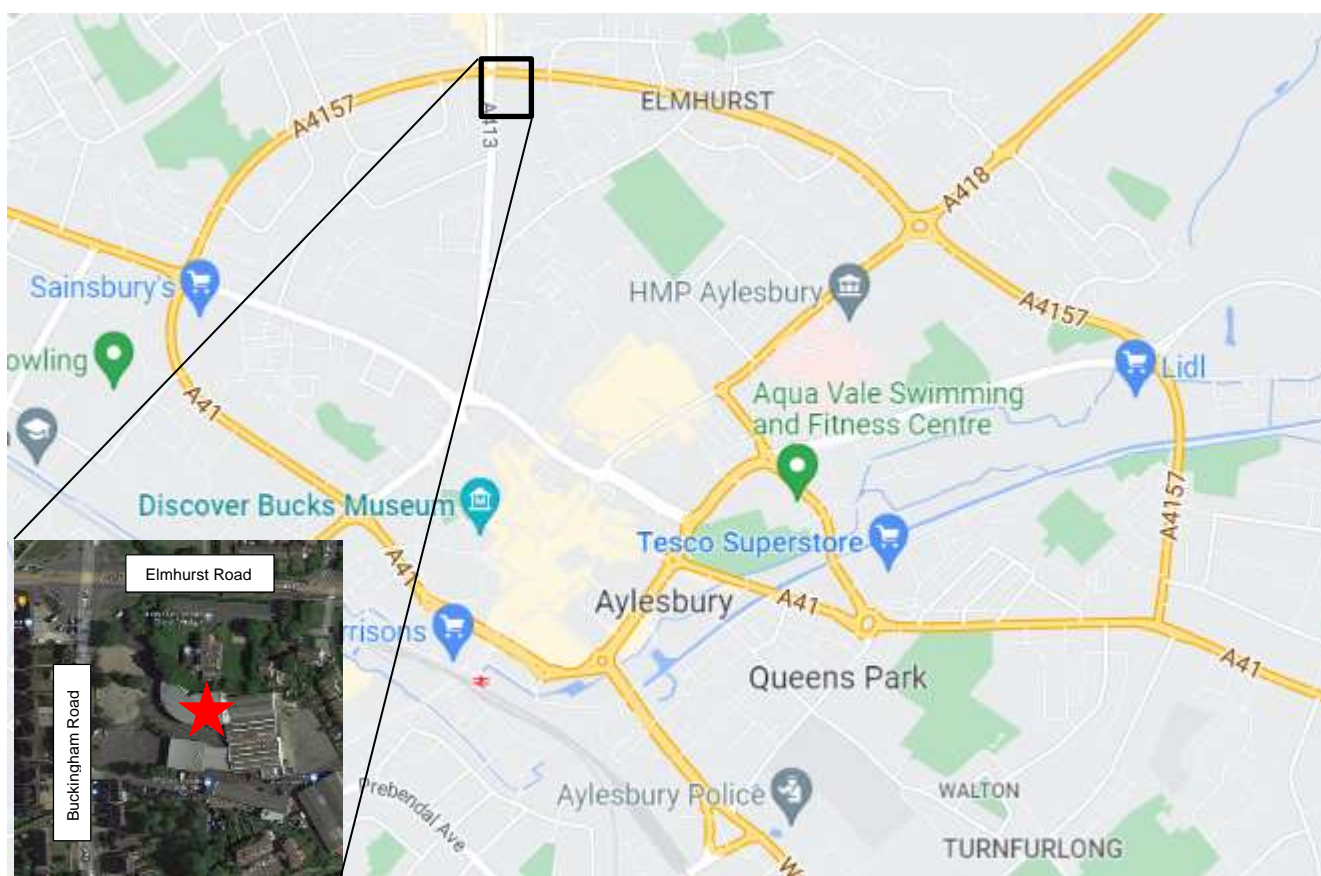 A4157
A413
ELMHURST
A418
Sainsbury's
HMP Aylesbury
A4157
owling
Lidl
A41
Aqua Vale Swimming
and Fitness Centre
Discover Bucks Museum
A4157
Tesco Superstore
A41
Elmhurst Road
Aylesbury
A41
rrisons
A41
Queens Park
Buckingham Road
Prebendal Ave
Aylesbury Police
WALTON
TURNFURLONG
W